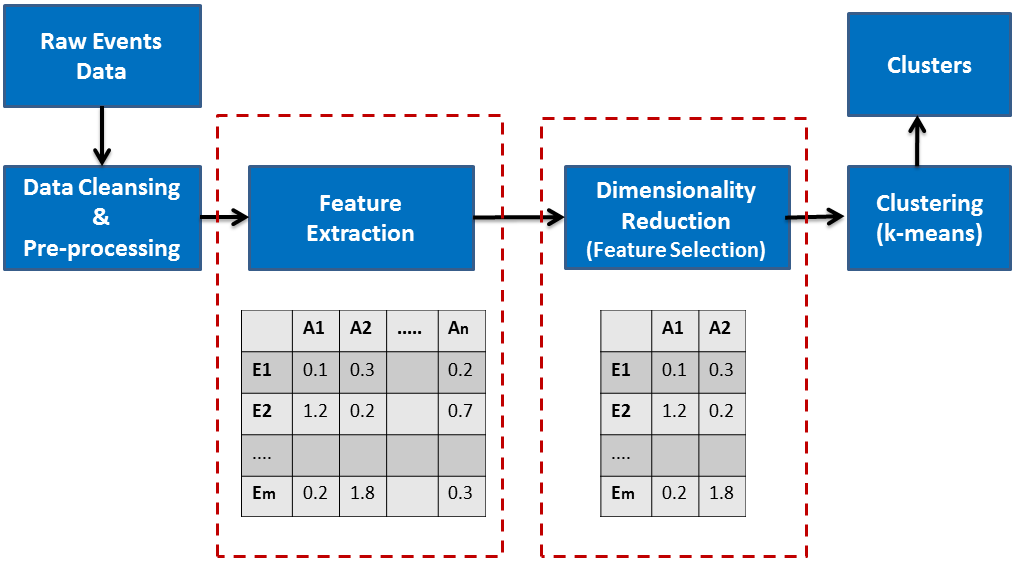 Raw Events
Data
Data Cleansing
&
Pre-processing
Feature
Extraction
Dimensionality
Reduction
(Feature Selection)
Clustering
(k-means)
Clusters
A1 A2 ..... An
E1 0.1 0.3 0.2
E2 1.2 0.2 0.7
....
Em 0.2 1.8 0.3
A1 A2
E1 0.1 0.3
E2 1.2 0.2
....
Em 0.2 1.8